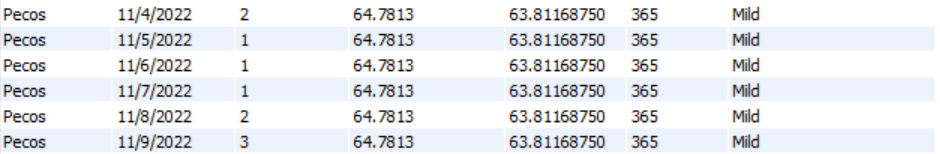 Pecos 11/4/2022 2 64.7813 63.81168750 365 Mild
Pecos 11/5/2022 1 64.7813 63.81168750 365 Mild
Pecos 11/6/2022 1 64.7813 63.81168750 365 Mild
Pecos 11/7/2022 1 64.7813 63.81168750 365 Mild
Pecos 11/8/2022 2 64.7813 63.81168750 365 Mild
Pecos 11/9/2022 3 64.7813 63.81168750 365 Mild